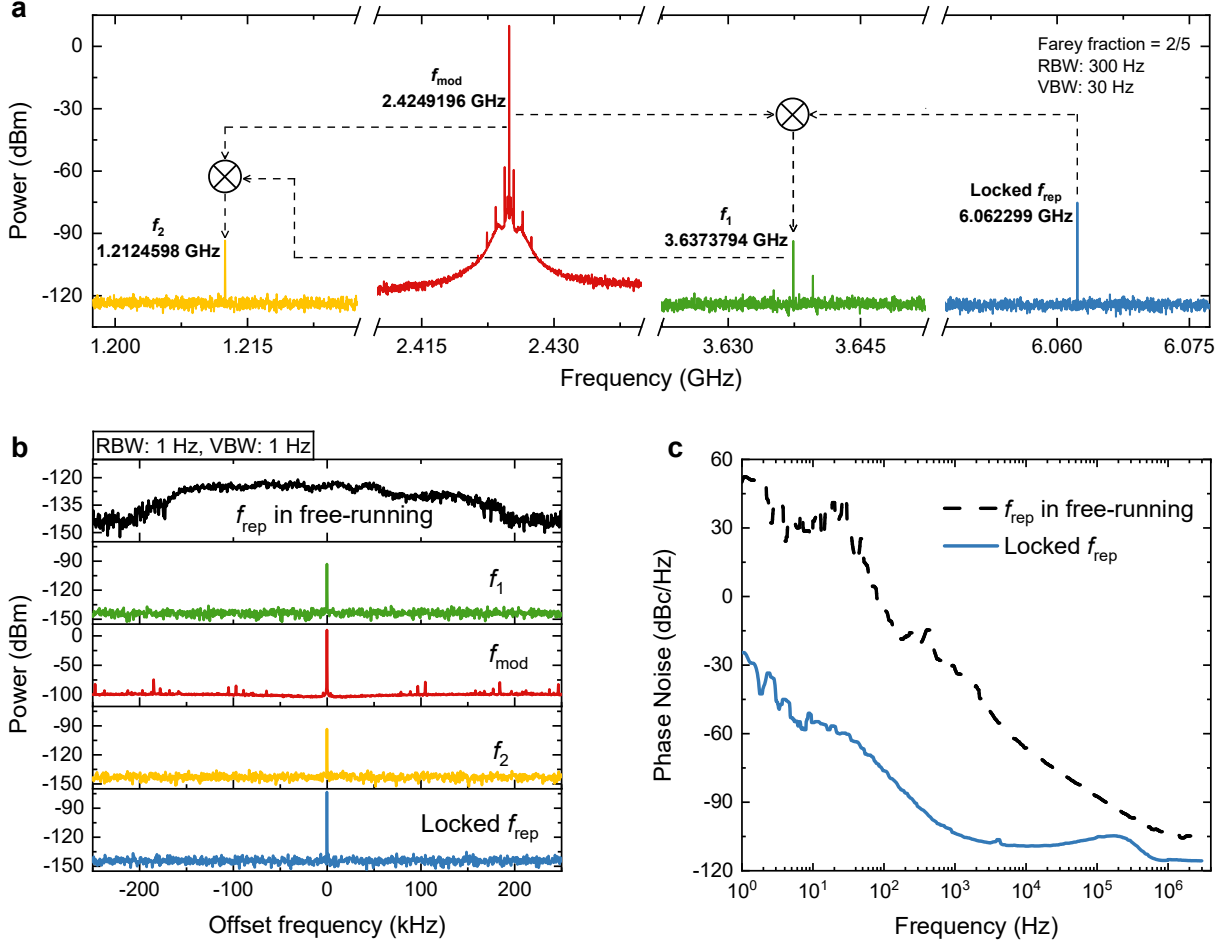 a
Farey fraction = 2/5
RBW: 300 Hz
VBW: 30 Hz
f_mod
2.4249196 GHz
Locked f_rep
6.062299 GHz
f_1
3.6373794 GHz
f_2
1.2124598 GHz
Power (dBm)
0
-30
-60
-90
-120
1.200
1.215
2.415
2.430
3.630
3.645
6.062
6.077
Frequency (GHz)
b
RBW: 1 Hz, VBW: 1 Hz
-120
-135
-150
f_rep in free-running
-90
-120
-150
f_1
0
-50
-100
f_mod
-90
-120
-150
f_2
-90
-120
-150
Locked f_rep
Power (dBm)
-200
-100
0
100
200
Offset frequency (kHz)
c
60
30
0
-30
-60
-90
-120
Phase Noise (dBc/Hz)
f_rep in free-running
Locked f_rep
10^0
10^1
10^2
10^3
10^4
10^5
10^6
Frequency (Hz)